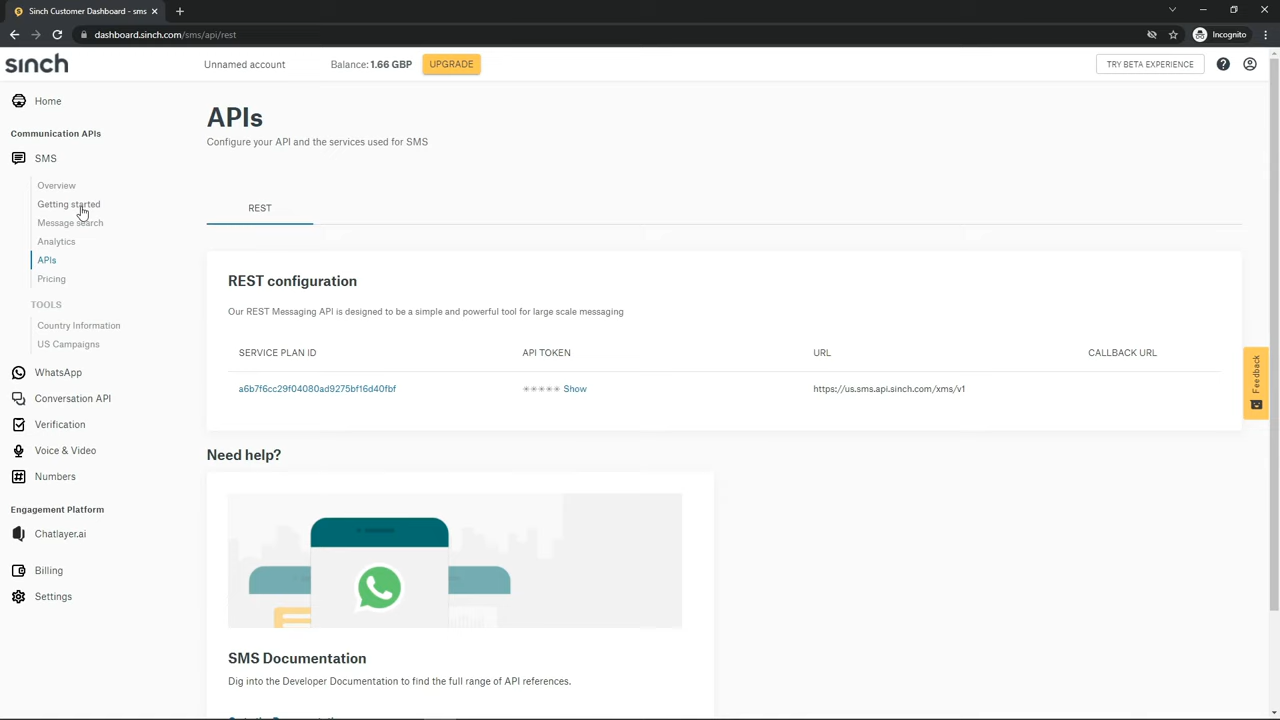 Sinch Customer Dashboard - sms
dashboard.sinch.com/sms/api/rest
Incognito
sinch
Unnamed account
Balance: 1.66 GBP
UPGRADE
TRY BETA EXPERIENCE
Home
Communication APIs
SMS
Overview
Getting started
Message search
Analytics
APIs
Pricing
TOOLS
Country Information
US Campaigns
WhatsApp
Conversation API
Verification
Voice & Video
Numbers
Engagement Platform
Chatlayer.ai
Billing
Settings
APIs
Configure your API and the services used for SMS
REST
REST configuration
Our REST Messaging API is designed to be a simple and powerful tool for large scale messaging
SERVICE PLAN ID API TOKEN URL CALLBACK URL
a6b7f6cc29f04080ad9275bf16d40fbf ***** Show https://us.sms.api.sinch.com/xms/v1
Feedback
Need help?
SMS Documentation
Dig into the Developer Documentation to find the full range of API references.